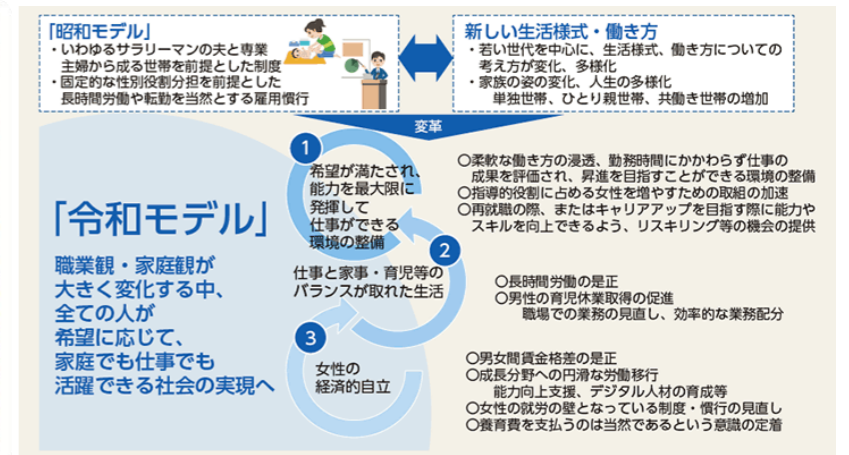 「昭和モデル」
・いわゆるサラリーマンの夫と専業
主婦から成る世帯を前提とした制度
・固定的な性別役割分担を前提とした
長時間労働や転勤を当然とする雇用慣行
新しい生活様式・働き方
・若い世代を中心に、生活様式、働き方についての
考え方が変化、多様化
・家族の姿の変化、人生の多様化
単独世帯、ひとり親世帯、共働き世帯の増加
変革
「令和モデル」
職業観・家庭観が
大きく変化する中、
全ての人が
希望に応じて、
家庭でも仕事でも
活躍できる社会の実現へ
1
希望が満たされ、
能力を最大限に
発揮して
仕事ができる
環境の整備
○柔軟な働き方の浸透、勤務時間にかかわらず仕事の
成果を評価され、昇進を目指すことができる環境の整備
○指導的役割に占める女性を増やすための取組の加速
○再就職の際、またはキャリアアップを目指す際に能力や
スキルを向上できるよう、リスキリング等の機会の提供
2
仕事と家事・育児等の
バランスが取れた生活
○長時間労働の是正
○男性の育児休業取得の促進
職場での業務の見直し、効率的な業務配分
3
女性の
経済的自立
○男女間賃金格差の是正
○成長分野への円滑な労働移行
能力向上支援、デジタル人材の育成等
○女性の就労の壁となっている制度・慣行の見直し
○養育費を支払うのは当然であるという意識の定着